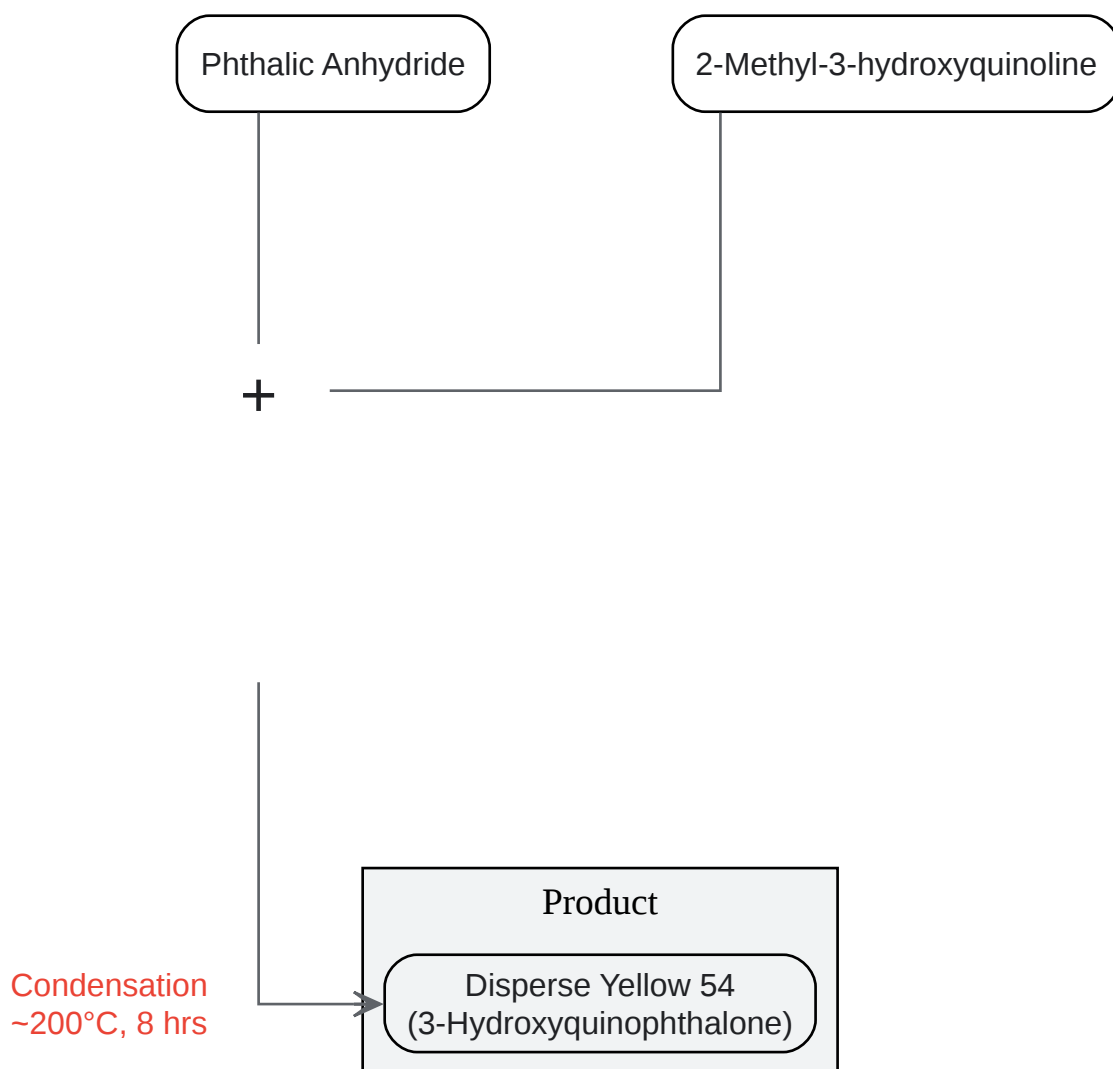 Phthalic Anhydride
2-Methyl-3-hydroxyquinoline
+
Product
Condensation
~200°C, 8 hrs
Disperse Yellow 54
(3-Hydroxyquinophthalone)